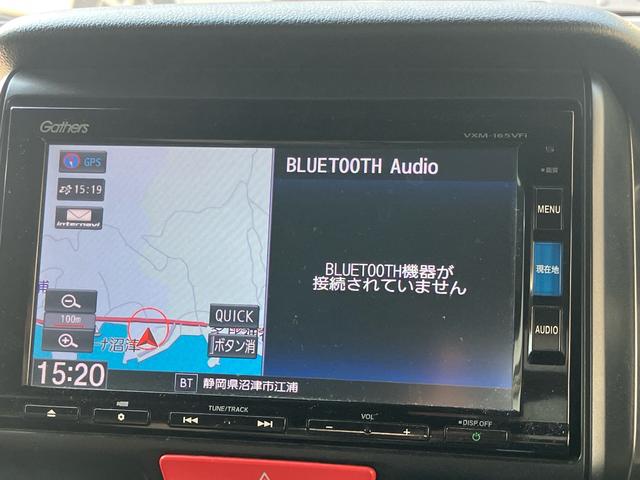 Gathers
VXM-165VFi
GPS
BLUETOOTH Audio
15:19
internavi
MENU
BLUETOOTH機器が
接続されていません
現在地
100m
QUICK
ボタン消
沼津
AUDIO
15:20
BT 静岡県沼津市江浦
TUNE/TRACK
VOL
DISP.OFF